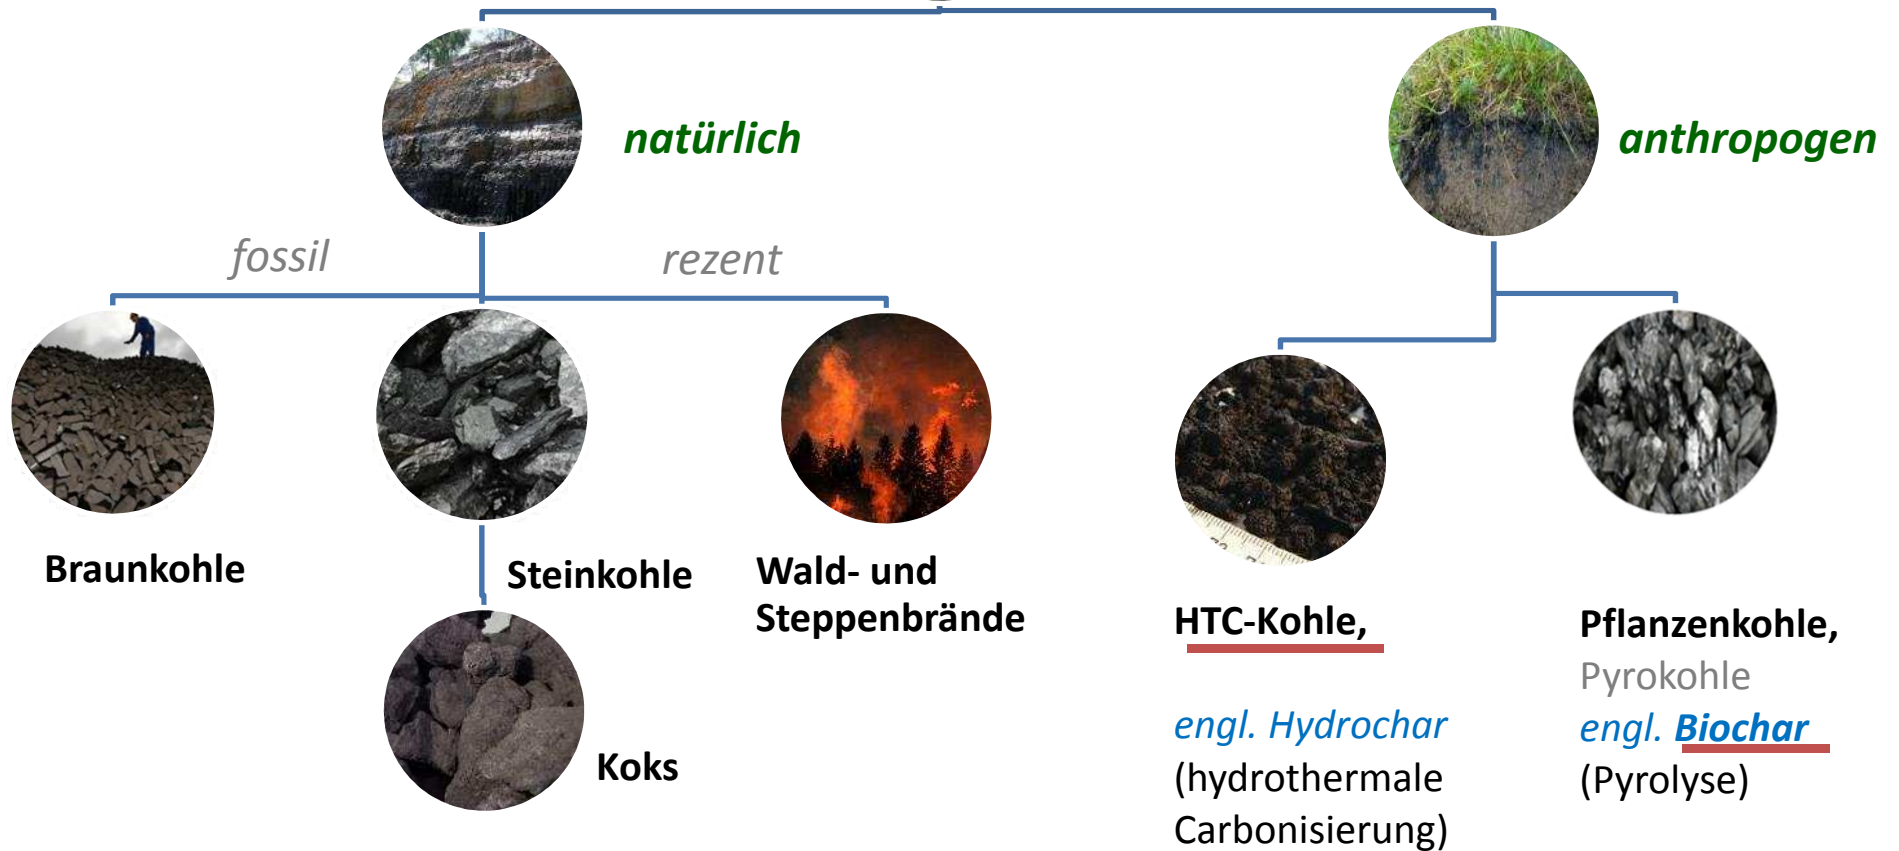 natürlich
anthropogen
fossil
rezent
Braunkohle
Steinkohle
Wald- und
Steppenbrände
Koks
HTC-Kohle,
engl. Hydrochar
(hydrothermale
Carbonisierung)
Pflanzenkohle,
Pyrokohle
engl. Biochar
(Pyrolyse)